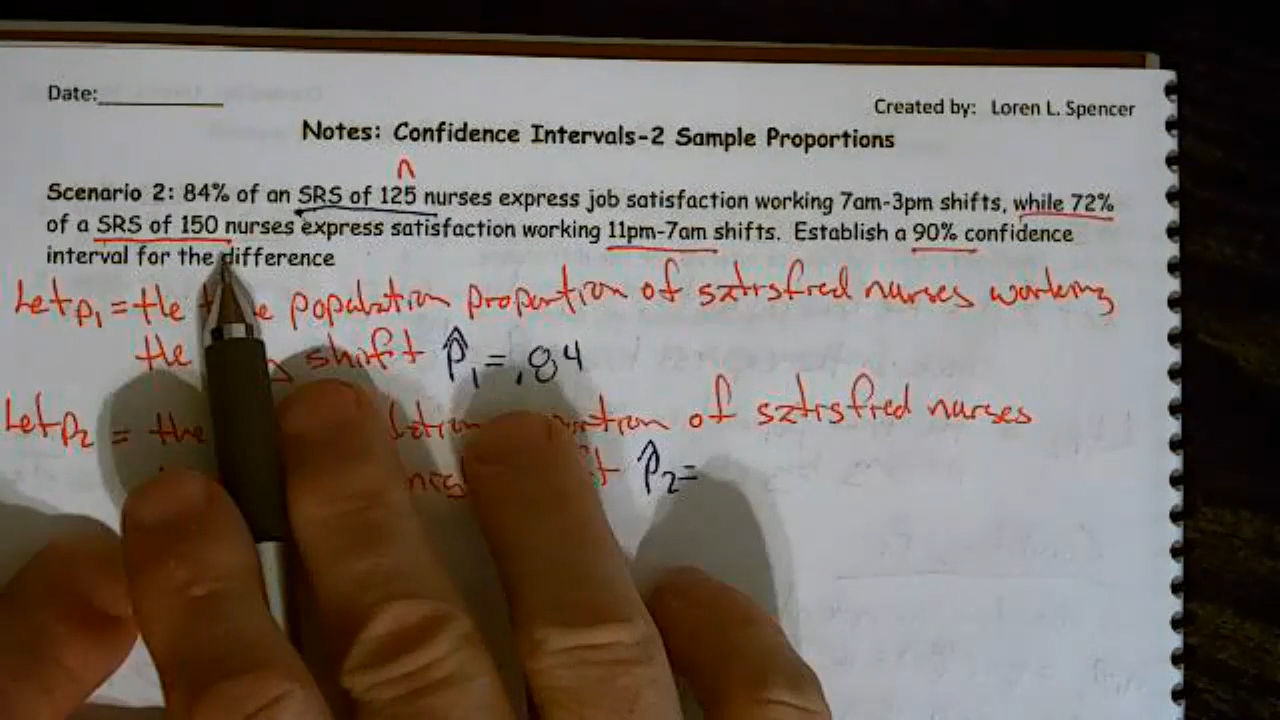 Date:
Created by: Loren L. Spencer
Notes: Confidence Intervals-2 Sample Proportions
n
Scenario 2: 84% of an SRS of 125 nurses express job satisfaction working 7am-3pm shifts, while 72%
of a SRS of 150 nurses express satisfaction working 11pm-7am shifts. Establish a 90% confidence
interval for the difference
Let p₁ = the population proportion of satisfied nurses working
the shift p̂₁ = .84
Let p₂ = the of satisfied nurses
p̂₂ =